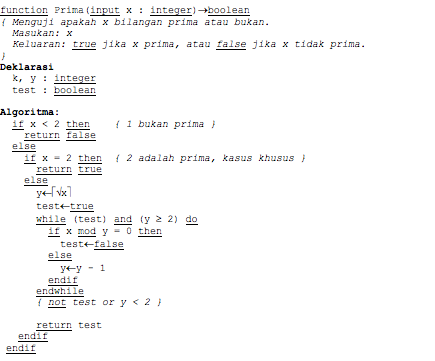 function Prima(input x : integer)→boolean
{ Menguji apakah x bilangan prima atau bukan.
Masukan: x
Keluaran: true jika x prima, atau false jika x tidak prima.
}
Deklarasi
k, y : integer
test : boolean
Algoritma:
if x < 2 then { 1 bukan prima }
return false
else
if x = 2 then { 2 adalah prima, kasus khusus }
return true
else
y←⌈√x⌉
test←true
while (test) and (y ≥ 2) do
if x mod y = 0 then
test←false
else
y←y - 1
endif
endwhile
{ not test or y < 2 }
return test
endif
endif